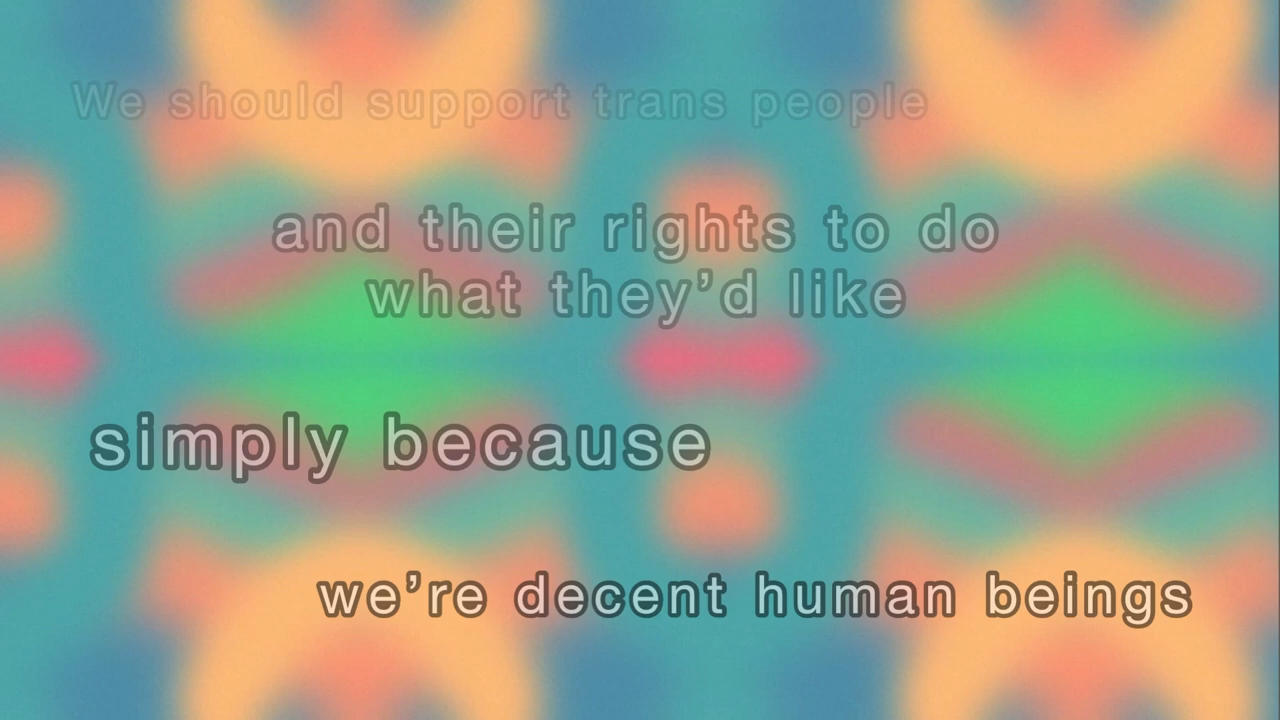 We should support trans people
and their rights to do
what they’d like
simply because
we’re decent human beings